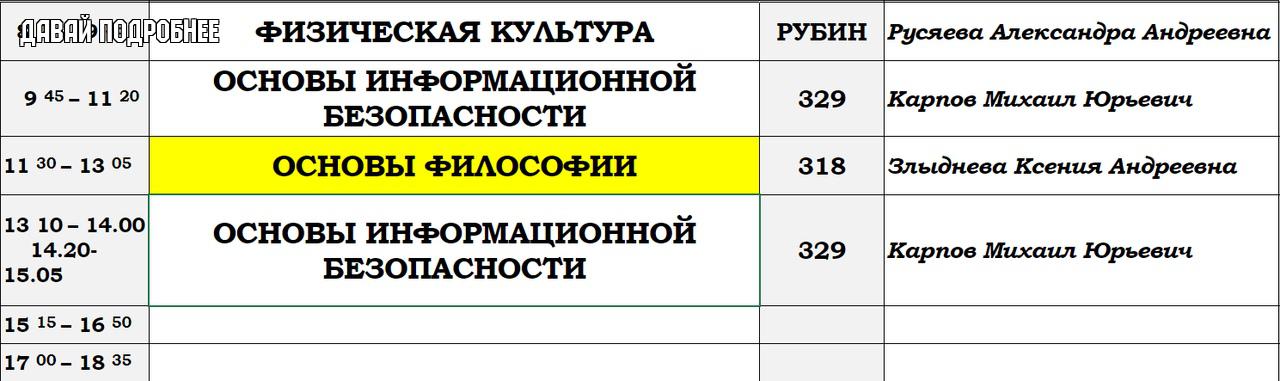 ДАВАЙ ПОДРОБНЕЕ
ФИЗИЧЕСКАЯ КУЛЬТУРА
РУБИН
Русяева Александра Андреевна
9 45 – 11 20
ОСНОВЫ ИНФОРМАЦИОННОЙ
БЕЗОПАСНОСТИ
329
Карпов Михаил Юрьевич
11 30 – 13 05
ОСНОВЫ ФИЛОСОФИИ
318
Злыднева Ксения Андреевна
13 10 – 14.00
14.20-
15.05
ОСНОВЫ ИНФОРМАЦИОННОЙ
БЕЗОПАСНОСТИ
329
Карпов Михаил Юрьевич
15 15 – 16 50
17 00 – 18 35